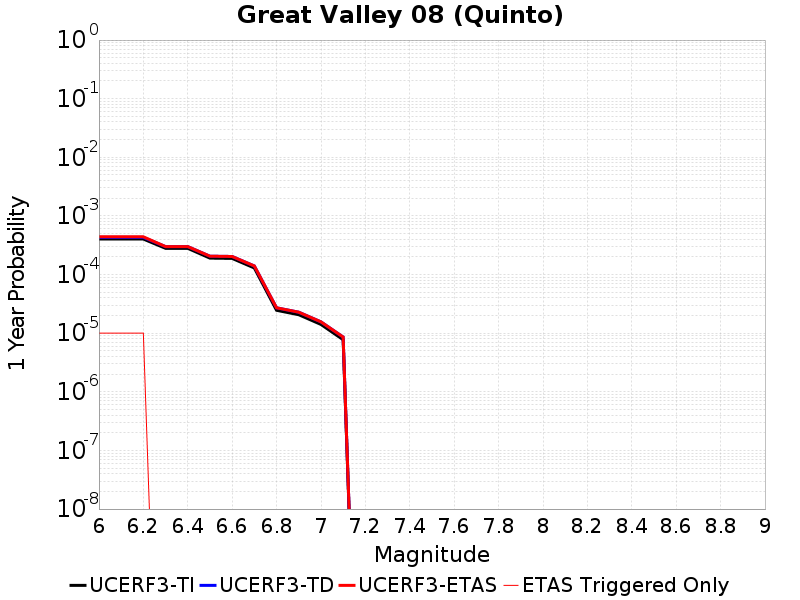 Great Valley 08 (Quinto)
1 Year Probability
10^0
10^-1
10^-2
10^-3
10^-4
10^-5
10^-6
10^-7
10^-8
6 6.2 6.4 6.6 6.8 7 7.2 7.4 7.6 7.8 8 8.2 8.4 8.6 8.8 9
Magnitude
UCERF3-TI UCERF3-TD UCERF3-ETAS ETAS Triggered Only